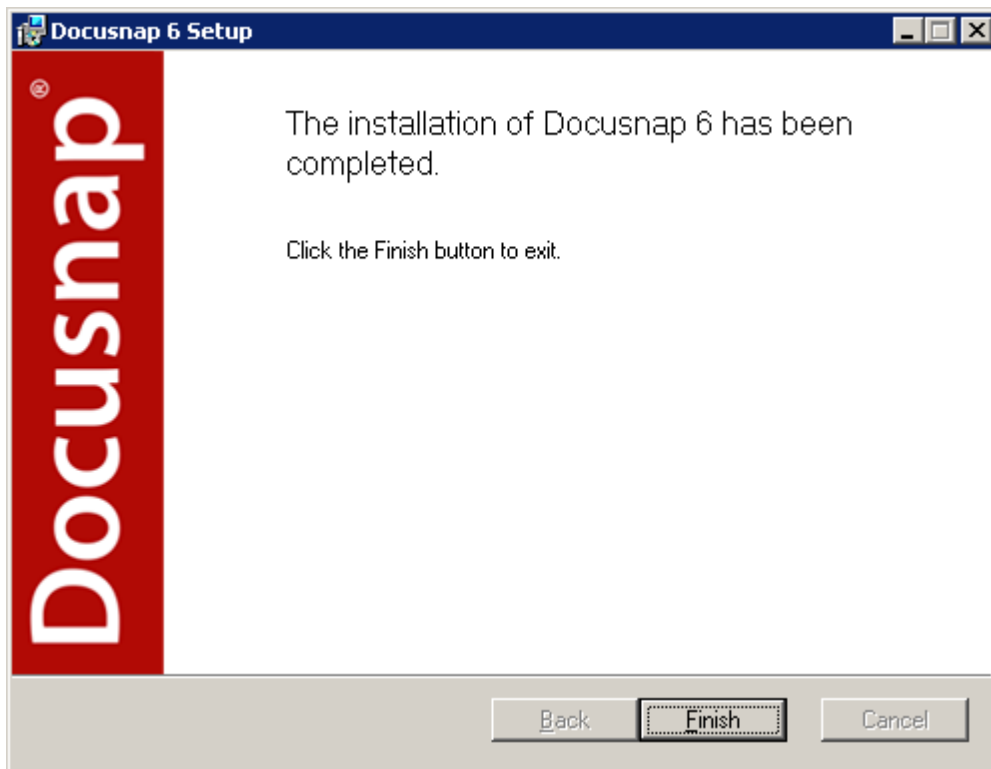 Docusnap 6 Setup
Docusnap®
The installation of Docusnap 6 has been
completed.
Click the Finish button to exit.
Back
Finish
Cancel